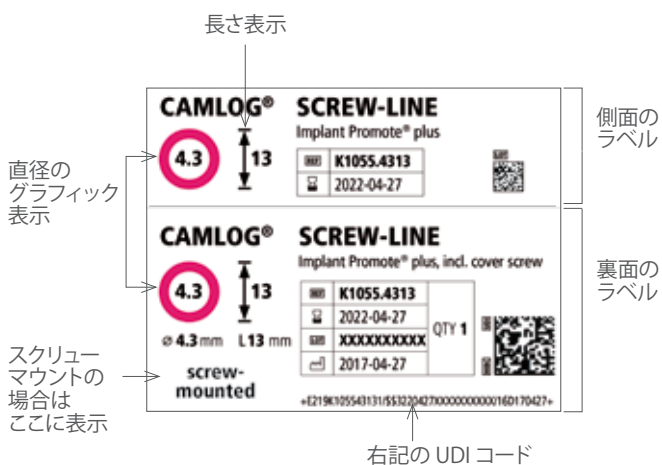 長さ表示
CAMLOG® SCREW-LINE
Implant Promote® plus
4.3 13
REF K1055.4313
2022-04-27
側面の
ラベル
直径の
グラフィック
表示
CAMLOG® SCREW-LINE
Implant Promote® plus, incl. cover screw
4.3 13
REF K1055.4313
2022-04-27
LOT XXXXXXXXXX
QTY 1
2017-04-27
ø 4.3 mm L 13 mm
screw-
mounted
裏面の
ラベル
スクリュー
マウントの
場合は
ここに表示
右記の UDI コード